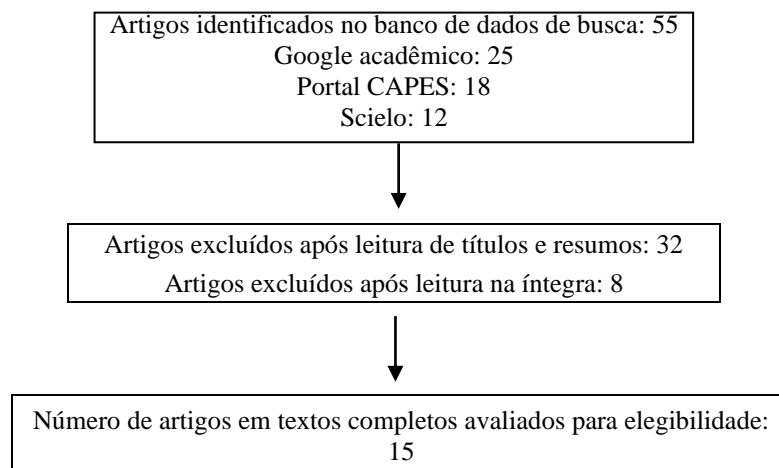 Artigos identificados no banco de dados de busca: 55
Google acadêmico: 25
Portal CAPES: 18
Scielo: 12
Artigos excluídos após leitura de títulos e resumos: 32
Artigos excluídos após leitura na íntegra: 8
Número de artigos em textos completos avaliados para elegibilidade:
15